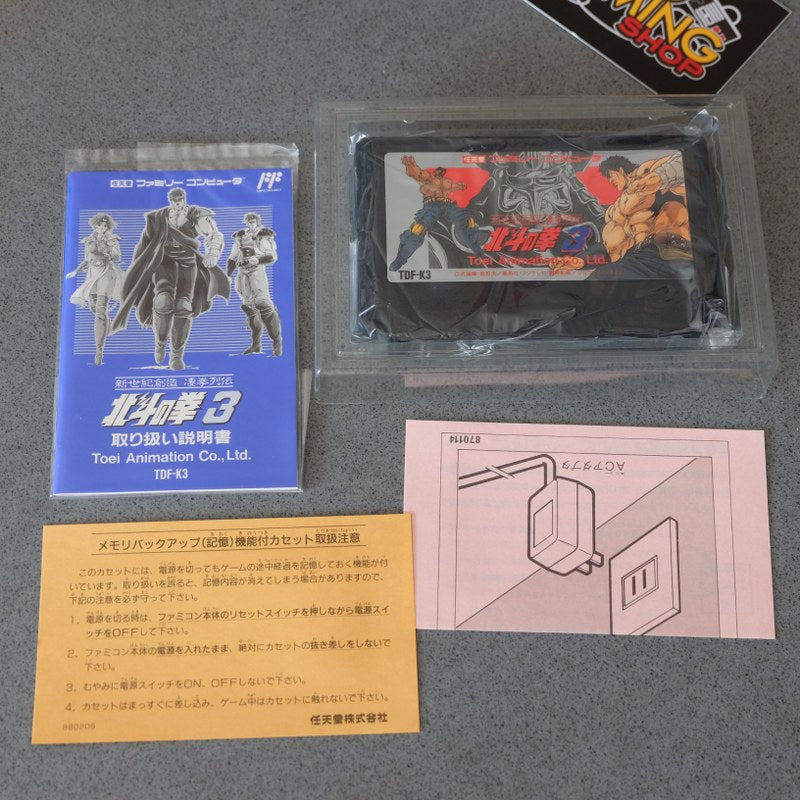 WING
SHOP
任天堂 ファミリー コンピュータ
新世紀創造 凄拳列伝
北斗の拳 3
取り扱い説明書
Toei Animation Co., Ltd.
TDF-K3
任天堂 ファミリー コンピュータ
北斗の拳 3
Toei Animation Co., Ltd.
TDF-K3
870114
ACアダプタ
メモリバックアップ(記憶)機能付カセット取扱注意
このカセットには、電源を切ってもゲームの途中経過を記憶しておく機能が付
いています。取り扱いを誤ると、記憶内容が消えてしまう場合がありますので、
下記の注意を必ず守って下さい。
1. 電源を切る時は、ファミコン本体のリセットスイッチを押しながら電源スイ
ッチをOFFして下さい。
2. ファミコン本体の電源を入れたまま、絶対にカセットの抜き差しをしないで
下さい。
3. むやみに電源スイッチをON、OFFしないで下さい。
4. カセットはまっすぐに差し込み、ゲーム中はカセットに触れないで下さい。
880209
任天堂株式会社